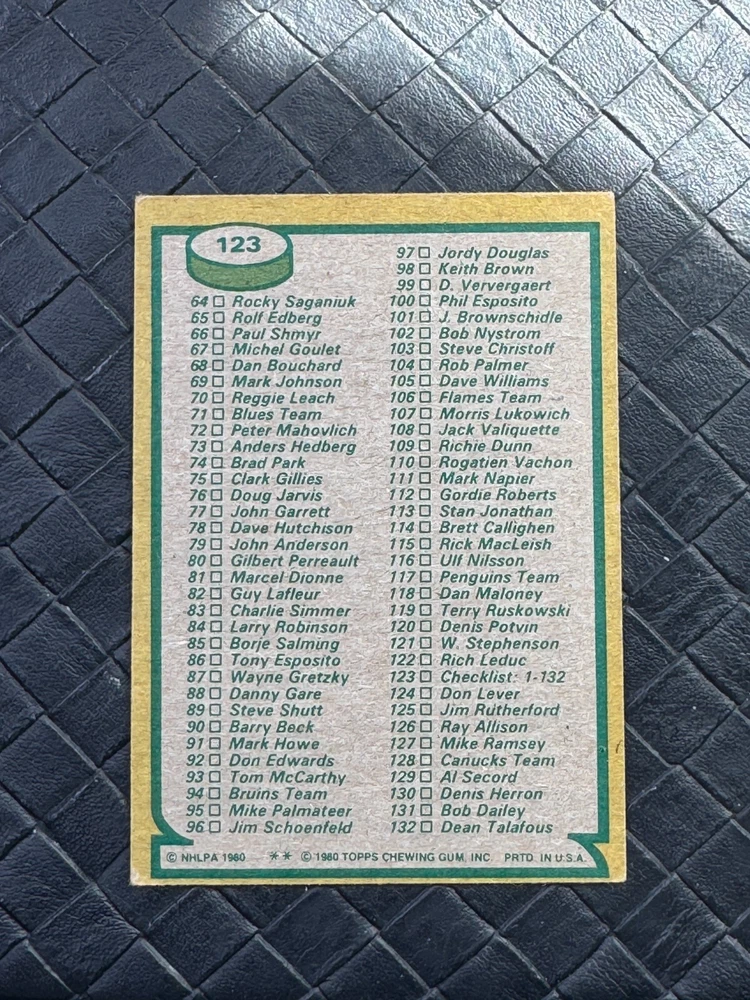 123
64 □ Rocky Saganiuk
65 □ Rolf Edberg
66 □ Paul Shmyr
67 □ Michel Goulet
68 □ Dan Bouchard
69 □ Mark Johnson
70 □ Reggie Leach
71 □ Blues Team
72 □ Peter Mahovlich
73 □ Anders Hedberg
74 □ Brad Park
75 □ Clark Gillies
76 □ Doug Jarvis
77 □ John Garrett
78 □ Dave Hutchison
79 □ John Anderson
80 □ Gilbert Perreault
81 □ Marcel Dionne
82 □ Guy Lafleur
83 □ Charlie Simmer
84 □ Larry Robinson
85 □ Borje Salming
86 □ Tony Esposito
87 □ Wayne Gretzky
88 □ Danny Gare
89 □ Steve Shutt
90 □ Barry Beck
91 □ Mark Howe
92 □ Don Edwards
93 □ Tom McCarthy
94 □ Bruins Team
95 □ Mike Palmateer
96 □ Jim Schoenfeld
97 □ Jordy Douglas
98 □ Keith Brown
99 □ D. Ververgaert
100 □ Phil Esposito
101 □ J. Brownschidle
102 □ Bob Nystrom
103 □ Steve Christoff
104 □ Rob Palmer
105 □ Dave Williams
106 □ Flames Team
107 □ Morris Lukowich
108 □ Jack Valiquette
109 □ Richie Dunn
110 □ Rogatien Vachon
111 □ Mark Napier
112 □ Gordie Roberts
113 □ Stan Jonathan
114 □ Brett Callighen
115 □ Rick MacLeish
116 □ Ulf Nilsson
117 □ Penguins Team
118 □ Dan Maloney
119 □ Terry Ruskowski
120 □ Denis Potvin
121 □ W. Stephenson
122 □ Rich Leduc
123 □ Checklist: 1-132
124 □ Don Lever
125 □ Jim Rutherford
126 □ Ray Allison
127 □ Mike Ramsey
128 □ Canucks Team
129 □ Al Secord
130 □ Denis Herron
131 □ Bob Dailey
132 □ Dean Talafous
© NHLPA 1980 ** © 1980 TOPPS CHEWING GUM, INC. PRTD. IN U.S.A.